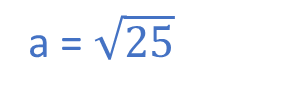 a = √25